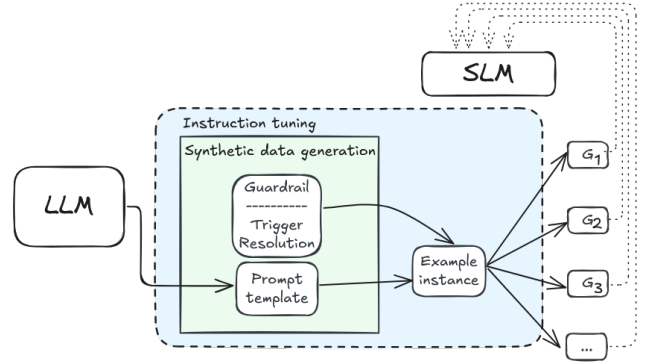 SLM
Instruction tuning
Synthetic data generation
LLM
Guardrail
----------
Trigger
Resolution
Prompt
template
Example
instance
G1
G2
G3
...